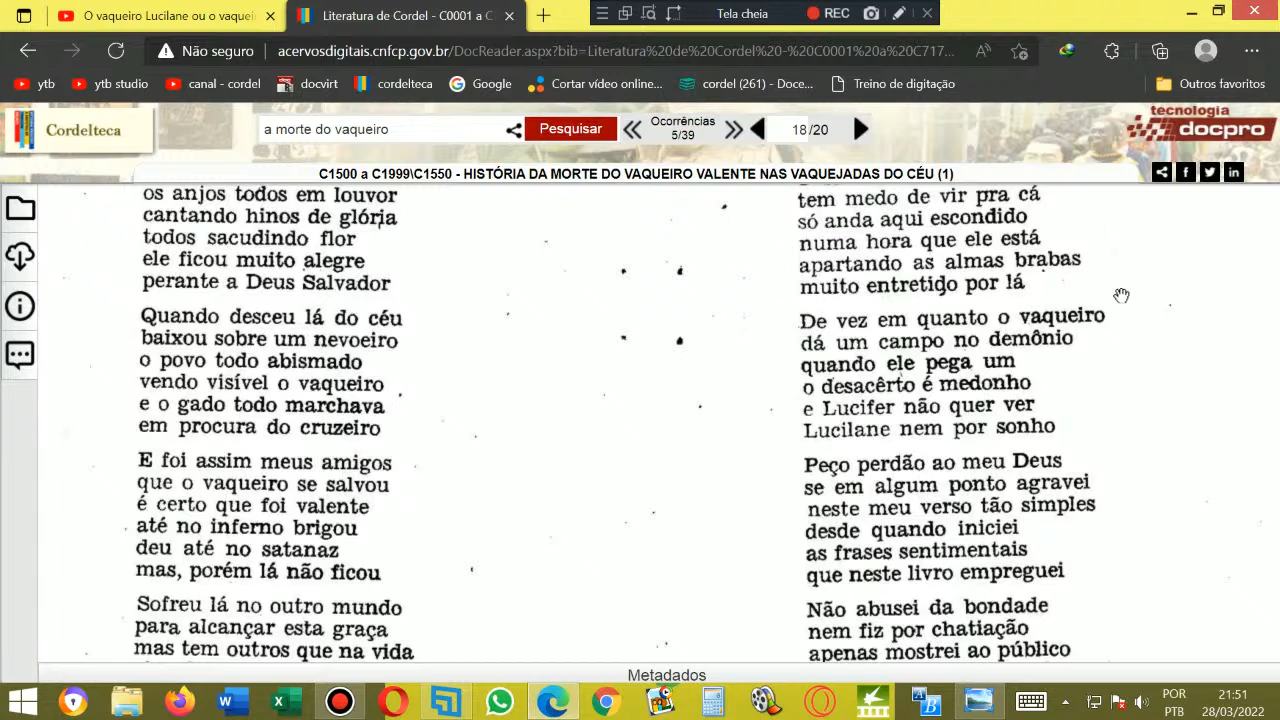 O vaqueiro Lucilane ou o vaquei
Literatura de Cordel - C0001 a C
Tela cheia
REC
Não seguro
acervosdigitais.cnfcp.gov.br/DocReader.aspx?bib=Literatura%20de%20Cordel%20-%20C0001%20a%20C717...
ytb
ytb studio
canal - cordel
docvirt
cordelteca
Google
Cortar vídeo online...
cordel (261) - Doce...
Treino de digitação
Outros favoritos
Cordelteca
a morte do vaqueiro
Pesquisar
Ocorrências
5/39
18/20
tecnologia
docpro
C1500 a C1999\C1550 - HISTÓRIA DA MORTE DO VAQUEIRO VALENTE NAS VAQUEJADAS DO CÉU (1)
os anjos todos em louvor
cantando hinos de glória
todos sacudindo flor
ele ficou muito alegre
perante a Deus Salvador
Quando desceu lá do céu
baixou sobre um nevoeiro
o povo todo abismado
vendo visível o vaqueiro
e o gado todo marchava
em procura do cruzeiro
E foi assim meus amigos
que o vaqueiro se salvou
é certo que foi valente
até no inferno brigou
deu até no satanaz
mas, porém lá não ficou
Sofreu lá no outro mundo
para alcançar esta graça
mas tem outros que na vida
tem medo de vir pra cá
só anda aqui escondido
numa hora que ele está
apartando as almas brabas
muito entretido por lá
De vez em quanto o vaqueiro
dá um campo no demônio
quando ele pega um
o desacêrto é medonho
e Lucifer não quer ver
Lucilane nem por sonho
Peço perdão ao meu Deus
se em algum ponto agravei
neste meu verso tão simples
desde quando iniciei
as frases sentimentais
que neste livro empreguei
Não abusei da bondade
nem fiz por chatiação
apenas mostrei ao público
Metadados
POR
PTB
21:51
28/03/2022